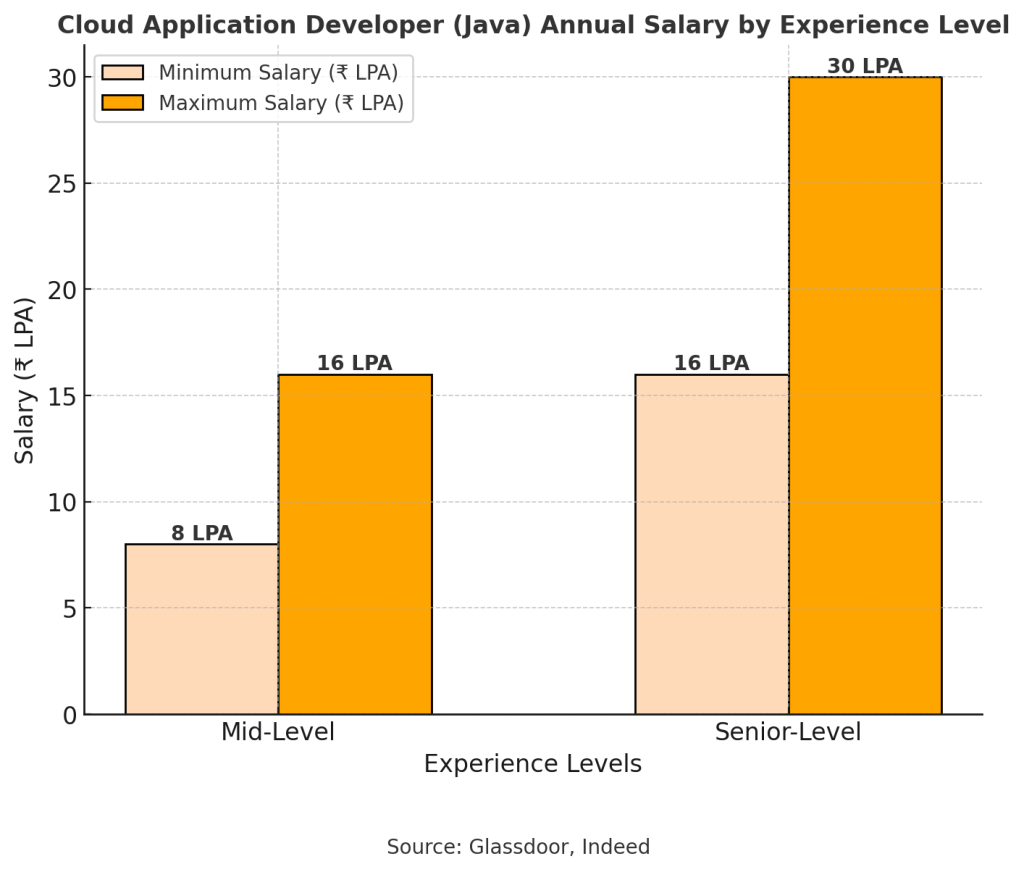 Cloud Application Developer (Java) Annual Salary by Experience Level
Minimum Salary (₹ LPA)
Maximum Salary (₹ LPA)
30 LPA
16 LPA
16 LPA
8 LPA
Salary (₹ LPA)
30
25
20
15
10
5
0
Mid-Level
Senior-Level
Experience Levels
Source: Glassdoor, Indeed